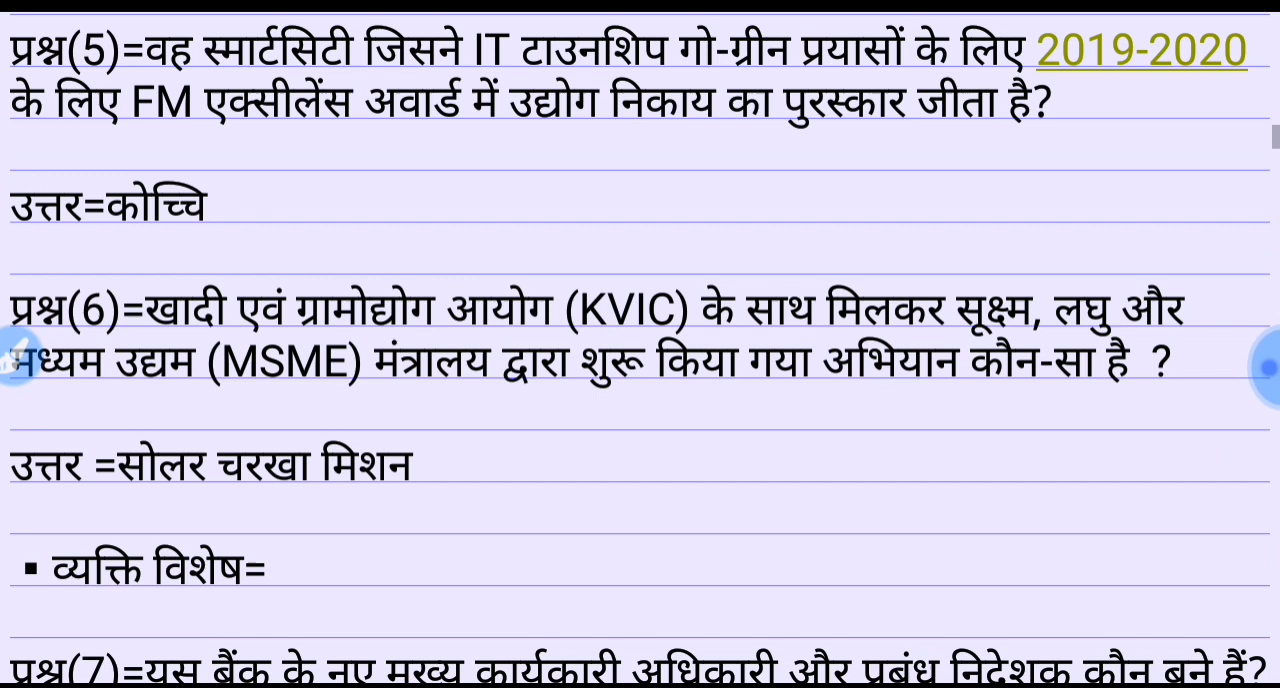 प्रश्न(5)=वह स्मार्टसिटी जिसने IT टाउनशिप गो-ग्रीन प्रयासों के लिए 2019-2020
के लिए FM एक्सीलेंस अवार्ड में उद्योग निकाय का पुरस्कार जीता है?
उत्तर=कोच्चि
प्रश्न(6)=खादी एवं ग्रामोद्योग आयोग (KVIC) के साथ मिलकर सूक्ष्म, लघु और
मध्यम उद्यम (MSME) मंत्रालय द्वारा शुरू किया गया अभियान कौन-सा है ?
उत्तर =सोलर चरखा मिशन
▪ व्यक्ति विशेष=
प्रश्न(7)=यस बैंक के नए मुख्य कार्यकारी अधिकारी और प्रबंध निदेशक कौन बने हैं?